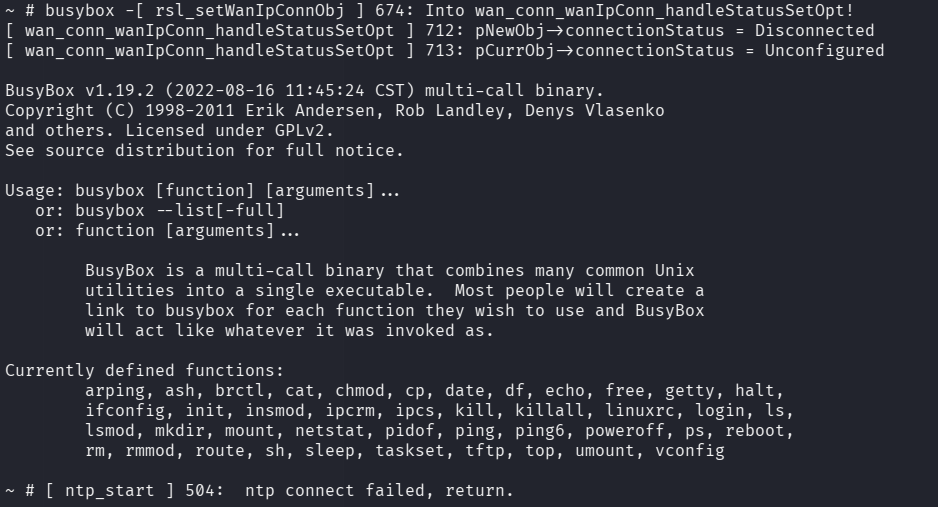 ~ # busybox -[ rsl_setWanIpConnObj ] 674: Into wan_conn_wanIpConn_handleStatusSetOpt!
[ wan_conn_wanIpConn_handleStatusSetOpt ] 712: pNewObj->connectionStatus = Disconnected
[ wan_conn_wanIpConn_handleStatusSetOpt ] 713: pCurrObj->connectionStatus = Unconfigured
BusyBox v1.19.2 (2022-08-16 11:45:24 CST) multi-call binary.
Copyright (C) 1998-2011 Erik Andersen, Rob Landley, Denys Vlasenko
and others. Licensed under GPLv2.
See source distribution for full notice.
Usage: busybox [function] [arguments]...
or: busybox --list[-full]
or: function [arguments]...
BusyBox is a multi-call binary that combines many common Unix
utilities into a single executable.  Most people will create a
link to busybox for each function they wish to use and BusyBox
will act like whatever it was invoked as.
Currently defined functions:
arping, ash, brctl, cat, chmod, cp, date, df, echo, free, getty, halt,
ifconfig, init, insmod, ipcrm, ipcs, kill, killall, linuxrc, login, ls,
lsmod, mkdir, mount, netstat, pidof, ping, ping6, poweroff, ps, reboot,
rm, rmmod, route, sh, sleep, taskset, tftp, top, umount, vconfig
~ # [ ntp_start ] 504:  ntp connect failed, return.